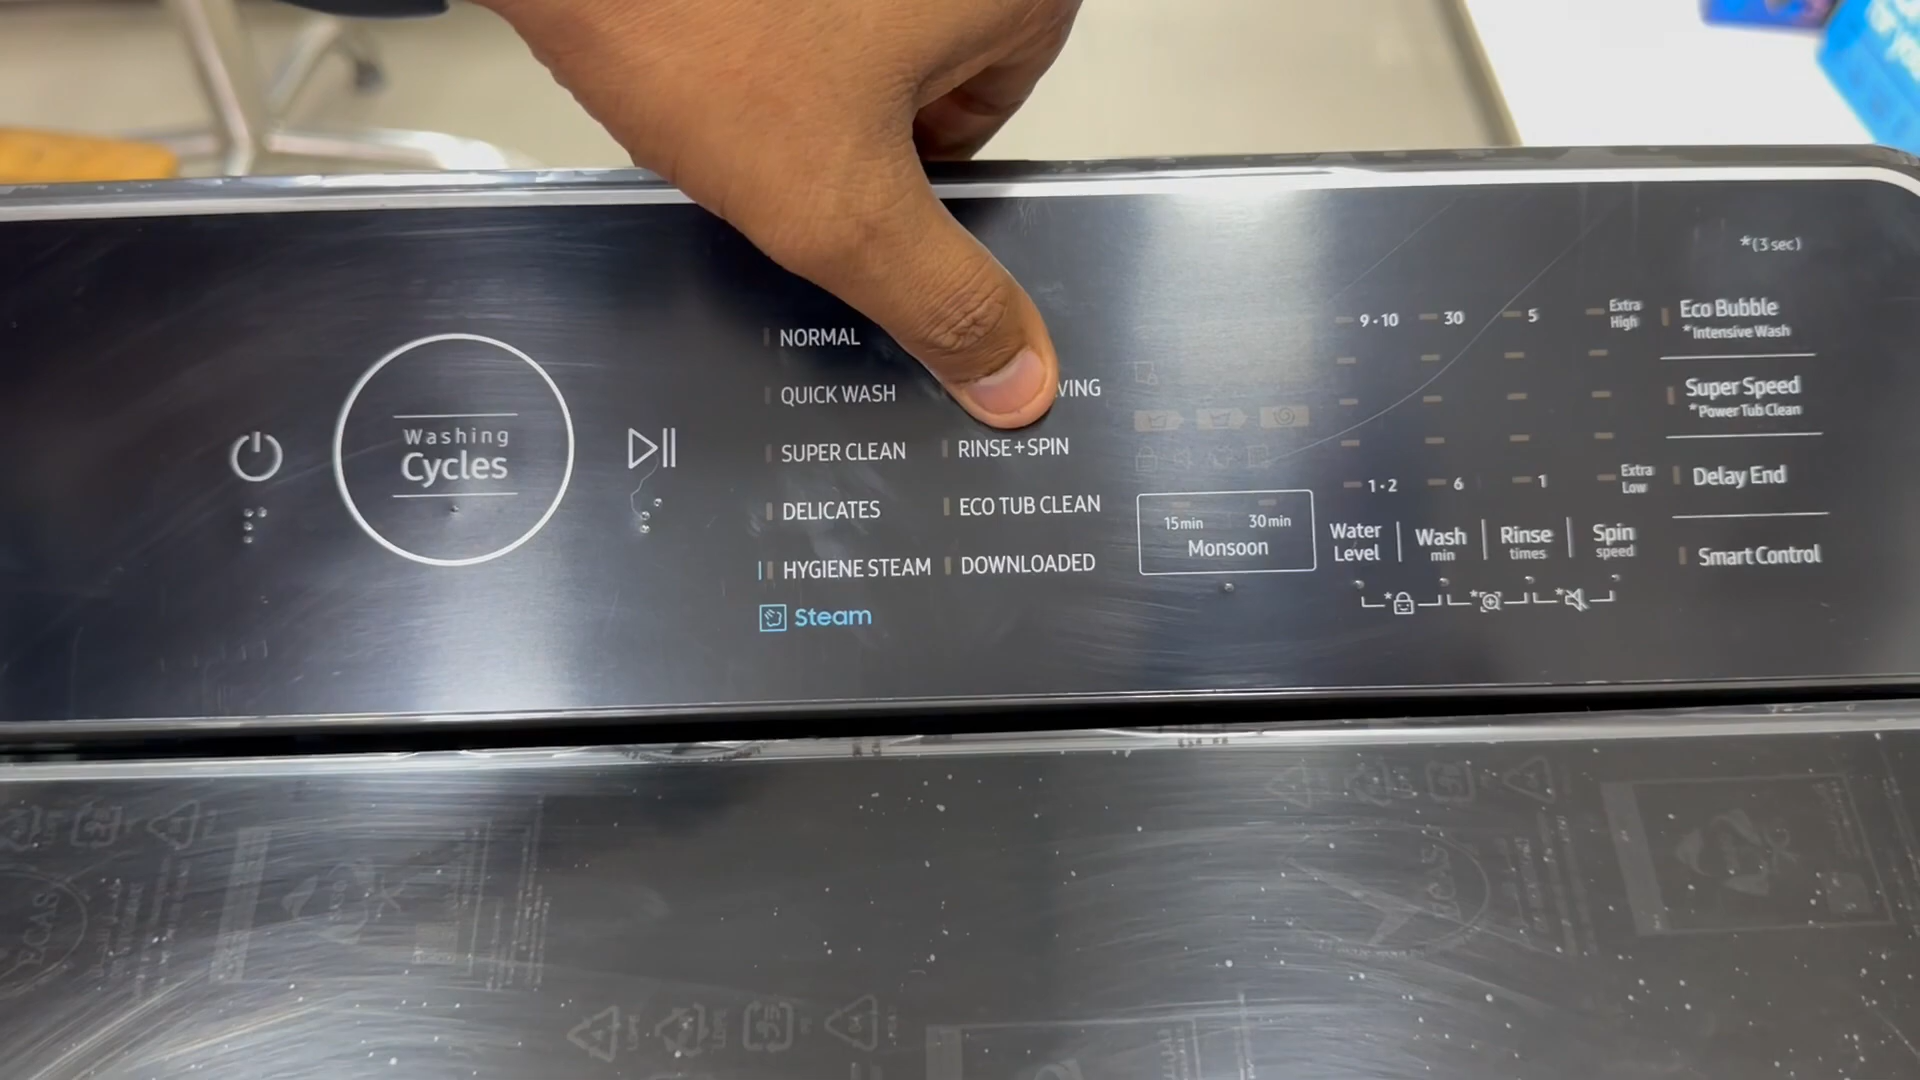 *(3 sec)
Washing
Cycles
NORMAL
QUICK WASH
SUPER CLEAN
DELICATES
HYGIENE STEAM
Steam
VING
RINSE+SPIN
ECO TUB CLEAN
DOWNLOADED
15min 30min
Monsoon
9·10 30 5 Extra High
1·2 6 1 Extra Low
Water Level
Wash min
Rinse times
Spin speed
Eco Bubble
*Intensive Wash
Super Speed
*Power Tub Clean
Delay End
Smart Control
ECAS